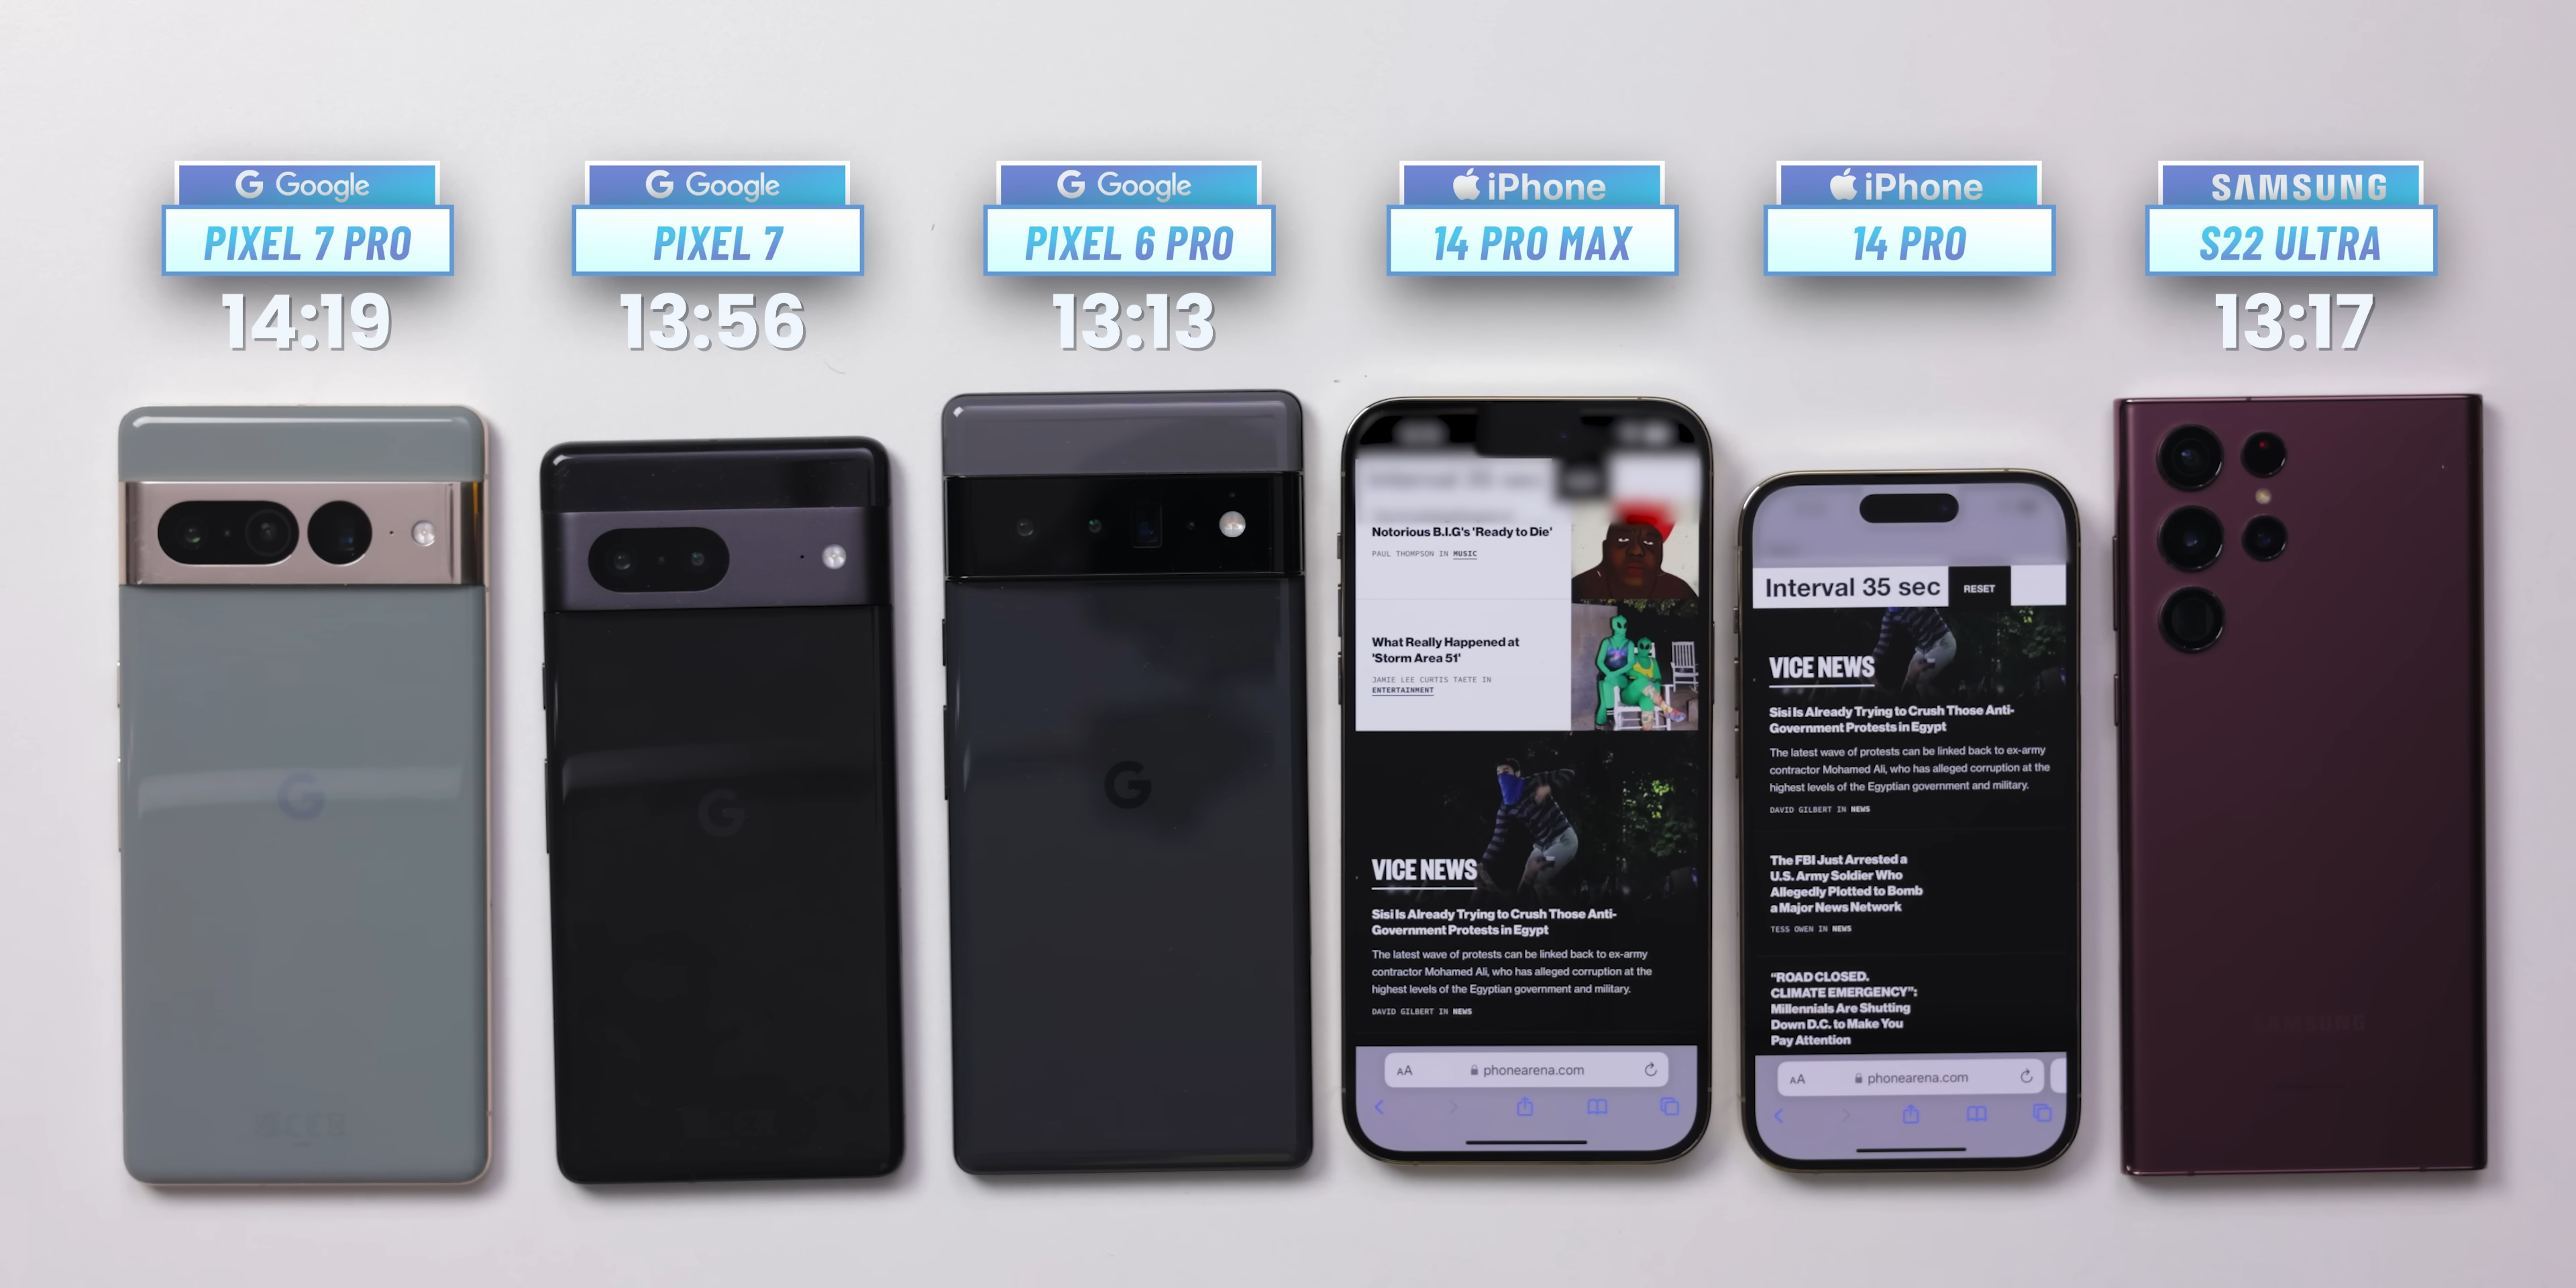 Google
PIXEL 7 PRO
14:19
Google
PIXEL 7
13:56
Google
PIXEL 6 PRO
13:13
iPhone
14 PRO MAX
iPhone
14 PRO
SAMSUNG
S22 ULTRA
13:17
Interval 35 sec
Notorious B.I.G's 'Ready to Die'
PAUL THOMPSON IN MUSIC
What Really Happened at
'Storm Area 51'
JAMIE LEE CURTIS TAETE IN
ENTERTAINMENT
VICE NEWS
Sisi Is Already Trying to Crush Those Anti-
Government Protests in Egypt
The latest wave of protests can be linked back to ex-army
contractor Mohamed Ali, who has alleged corruption at the
highest levels of the Egyptian government and military.
DAVID GILBERT IN NEWS
AA phonearena.com
Interval 35 sec RESET
VICE NEWS
Sisi Is Already Trying to Crush Those Anti-
Government Protests in Egypt
The latest wave of protests can be linked back to ex-army
contractor Mohamed Ali, who has alleged corruption at the
highest levels of the Egyptian government and military.
DAVID GILBERT IN NEWS
The FBI Just Arrested a
U.S. Army Soldier Who
Allegedly Plotted to Bomb
a Major News Network
TESS OWEN IN NEWS
"ROAD CLOSED.
CLIMATE EMERGENCY":
Millennials Are Shutting
Down D.C. to Make You
Pay Attention
AA phonearena.com
SAMSUNG